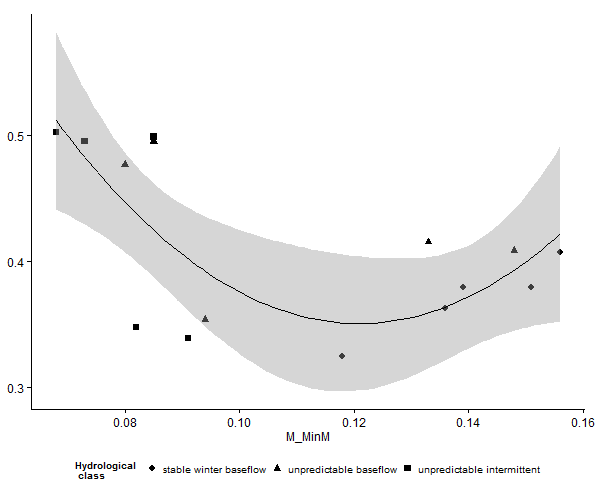 0.5
0.4
0.3
0.08 0.10 0.12 0.14 0.16
M_MinM
Hydrological
class
stable winter baseflow unpredictable baseflow unpredictable intermittent